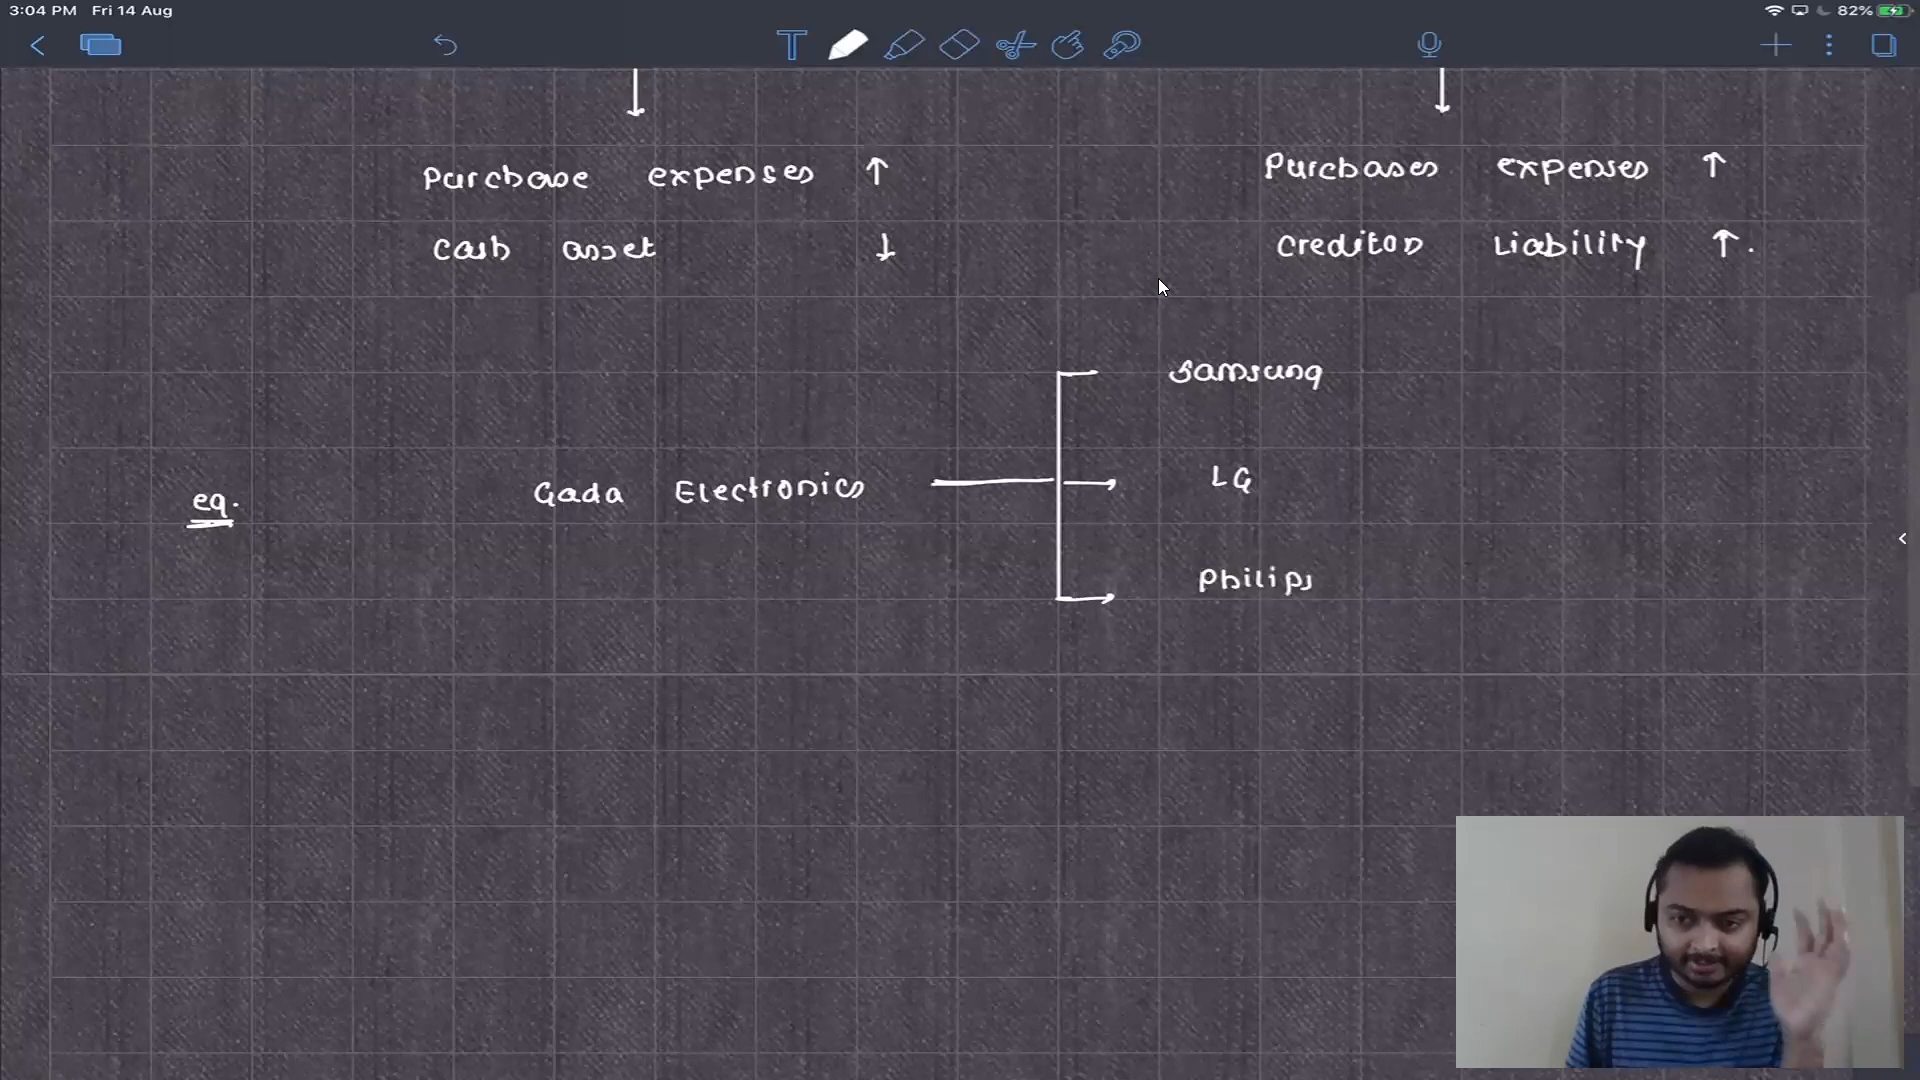 3:04 PM Fri 14 Aug 82%
T
Purchase expenses ↑
Cash asset ↓
Purchases expenses ↑
Creditor Liability ↑.
Samsung
eg. Gada Electronics LG
Philips